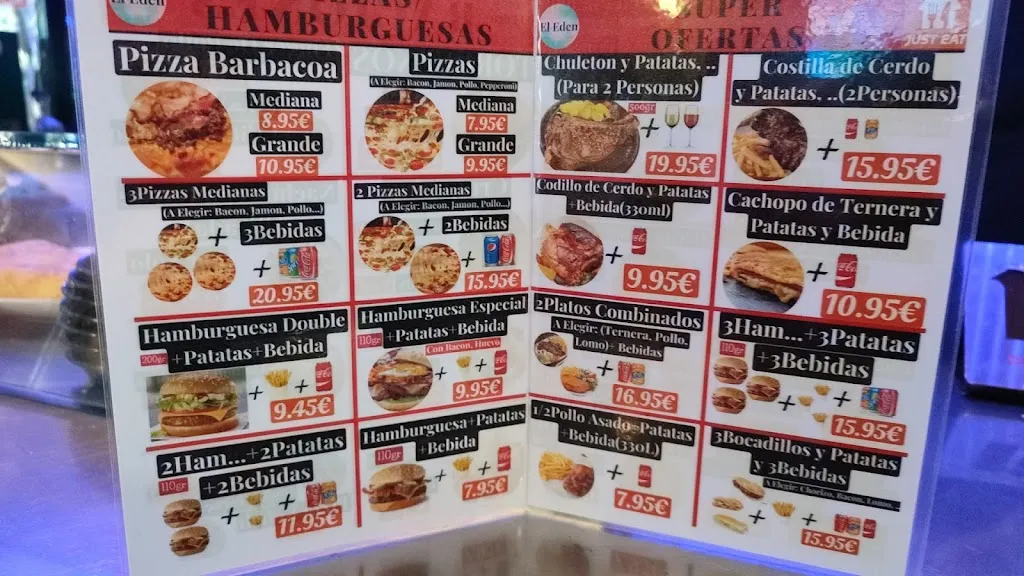 El Eden
HAMBURGUESAS
Pizza Barbacoa
Mediana
8.95€
Grande
10.95€
Pizzas
(A Elegir: Bacon, Jamon, Pollo, Pepperoni)
Mediana
7.95€
Grande
9.95€
3Pizzas Medianas
(A Elegir: Bacon, Jamon, Pollo...)
+ 3Bebidas
+
20.95€
2 Pizzas Medianas
(A Elegir: Bacon, Jamon, Pollo...)
+ 2Bebidas
+
15.95€
Hamburguesa Double
200gr +Patatas+Bebida
+ +
9.45€
Hamburguesa Especial
110gr +Patatas+Bebida
Con Bacon, Huevo
+ +
9.95€
2Ham...+2Patatas
110gr +2Bebidas
+ +
11.95€
Hamburguesa+Patatas
110gr +Bebida
+ +
7.95€
El Eden
SUPER
OFERTAS
JUST EAT
Chuleton y Patatas, ..
(Para 2 Personas)
500gr
+
19.95€
Costilla de Cerdo
y Patatas, ..(2Personas)
+
15.95€
Codillo de Cerdo y Patatas
+Bebida(330ml)
+
9.95€
Cachopo de Ternera y
Patatas y Bebida
+
10.95€
2Platos Combinados
A Elegir: (Ternera, Pollo,
Lomo)+ Bebidas
+
16.95€
3Ham...+3Patatas
110gr +3Bebidas
+ +
15.95€
1/2Pollo Asado+Patatas
+Bebida(330L)
+
7.95€
3Bocadillos y Patatas
y 3Bebidas
A Elegir: Chorizo, Bacon, Lomo...
+ +
15.95€